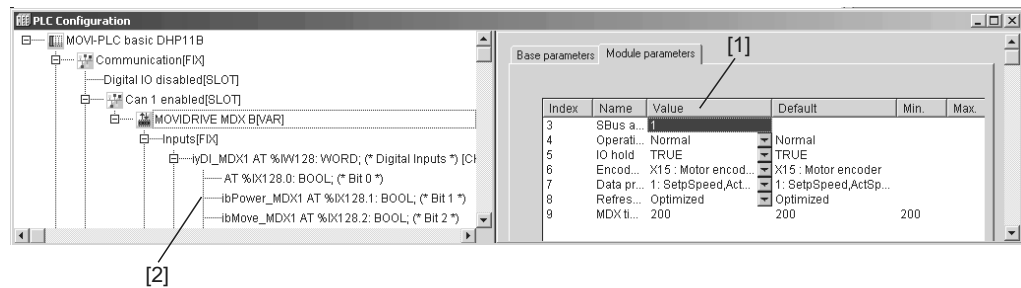 PLC Configuration
MOVI-PLC basic DHP11B
Communication[FIX]
Digital IO disabled[SLOT]
Can 1 enabled[SLOT]
MOVIDRIVE MDX B[VAR]
Inputs[FIX]
iyDI_MDX1 AT %IW128: WORD; (* Digital Inputs *) [CH
AT %IX128.0: BOOL; (* Bit 0 *)
ibPower_MDX1 AT %IX128.1: BOOL; (* Bit 1 *)
ibMove_MDX1 AT %IX128.2: BOOL; (* Bit 2 *)
[2]
Base parameters Module parameters
[1]
Index Name Value Default Min. Max.
3 SBus a... 1
4 Operati... Normal Normal
5 IO hold TRUE TRUE
6 Encod... X15 : Motor encod... X15 : Motor encoder
7 Data pr... 1: SetpSpeed,Act... 1: SetpSpeed,ActSp...
8 Refres... Optimized Optimized
9 MDX ti... 200 200 200